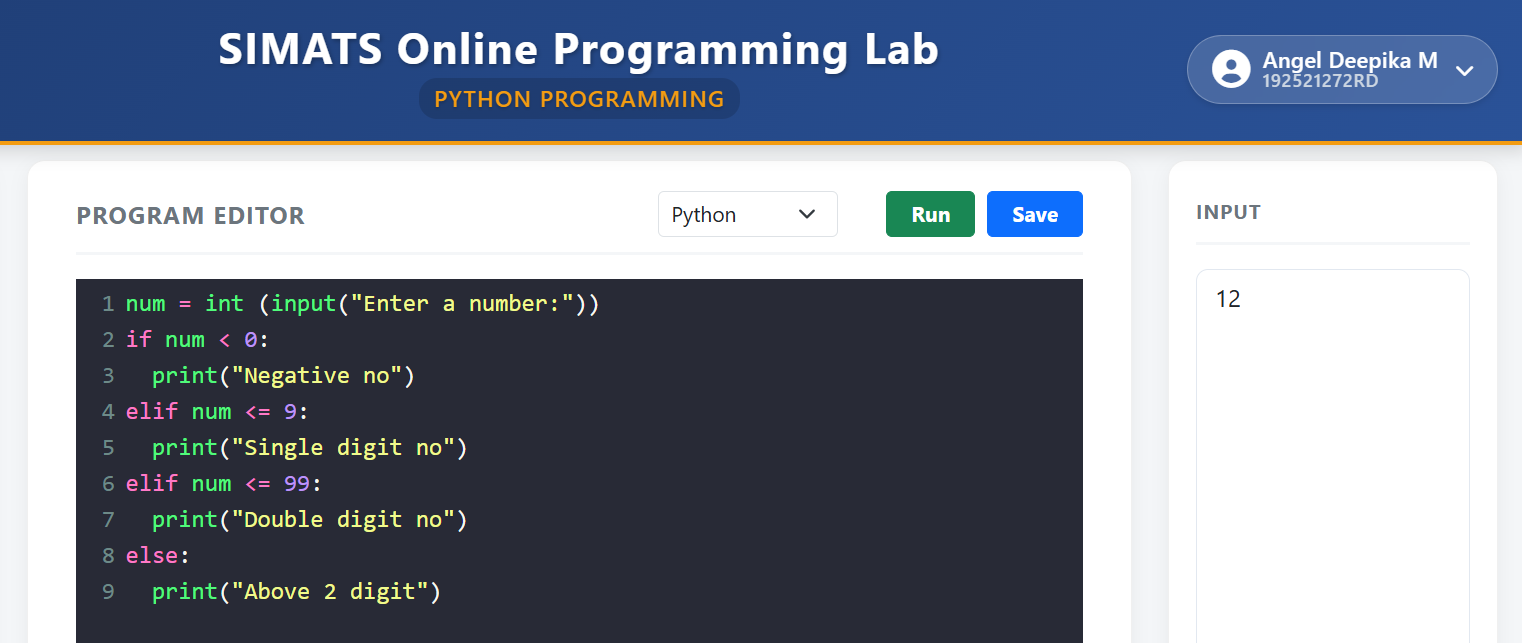 SIMATS Online Programming Lab
PYTHON PROGRAMMING
Angel Deepika M
192521272RD
PROGRAM EDITOR
Python
Run
Save
1 num = int (input("Enter a number:"))
2 if num < 0:
3   print("Negative no")
4 elif num <= 9:
5   print("Single digit no")
6 elif num <= 99:
7   print("Double digit no")
8 else:
9   print("Above 2 digit")
INPUT
12